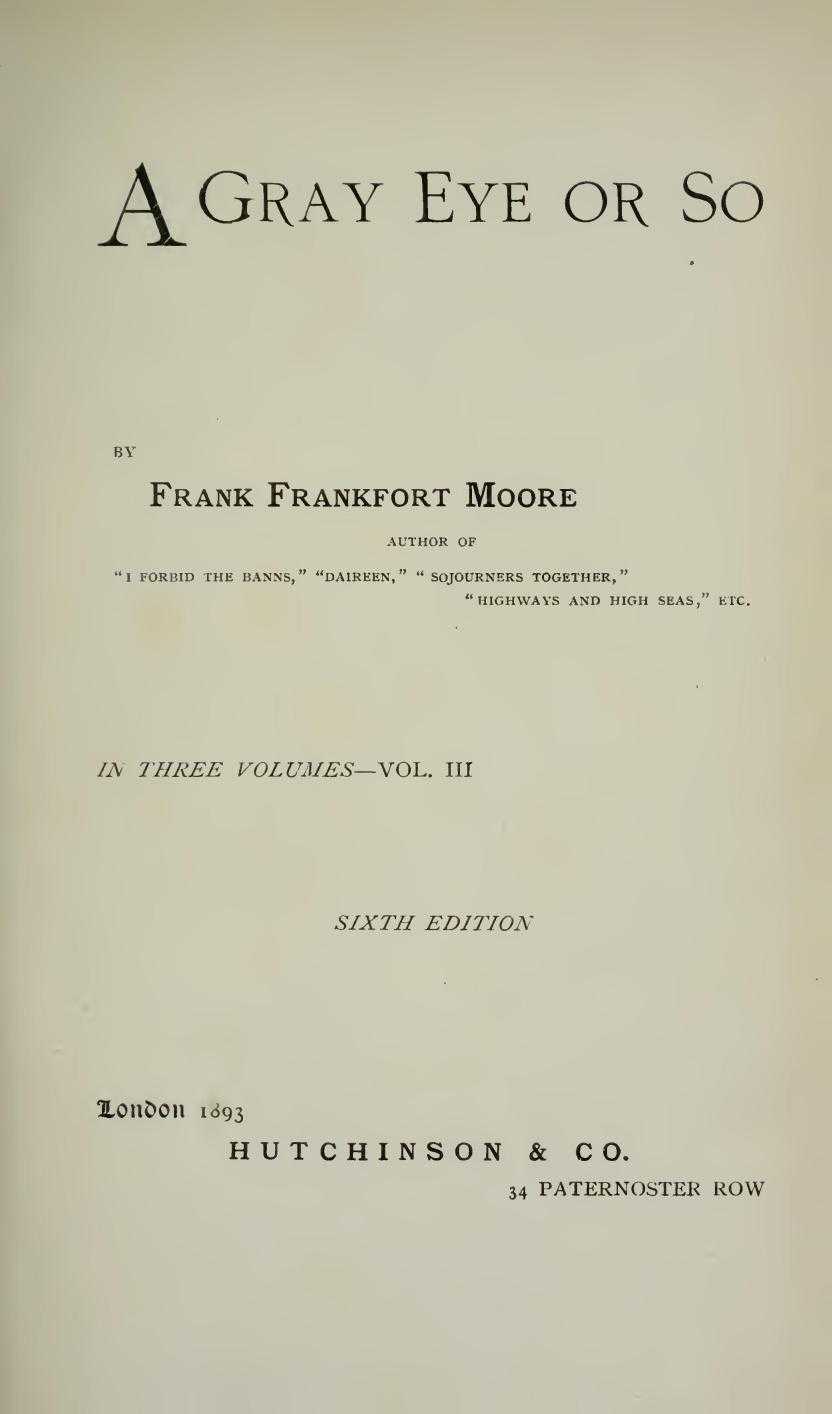 A GRAY EYE OR SO
BY
FRANK FRANKFORT MOORE
AUTHOR OF
"I FORBID THE BANNS," "DAIREEN," "SOJOURNERS TOGETHER,"
"HIGHWAYS AND HIGH SEAS," ETC.
IN THREE VOLUMES—VOL. III
SIXTH EDITION
London 1893
HUTCHINSON & CO.
34 PATERNOSTER ROW